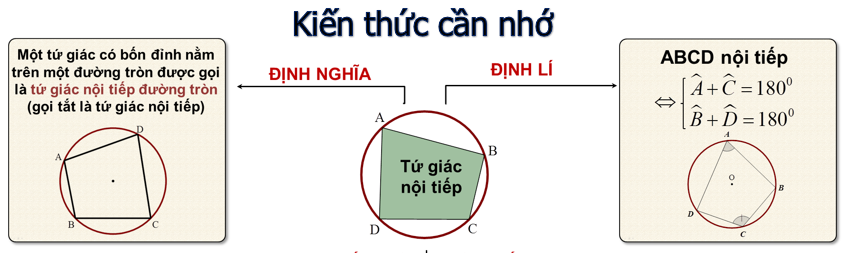 Kiến thức cần nhớ
Một tứ giác có bốn đỉnh nằm
trên một đường tròn được gọi
là tứ giác nội tiếp đường tròn
(gọi tắt là tứ giác nội tiếp)
A
D
B
C
ĐỊNH NGHĨA
ĐỊNH LÍ
A
B
Tứ giác
nội tiếp
D
C
ABCD nội tiếp
⇔ { Â + Ĉ = 180⁰
B̂ + D̂ = 180⁰
A
O
B
D
C